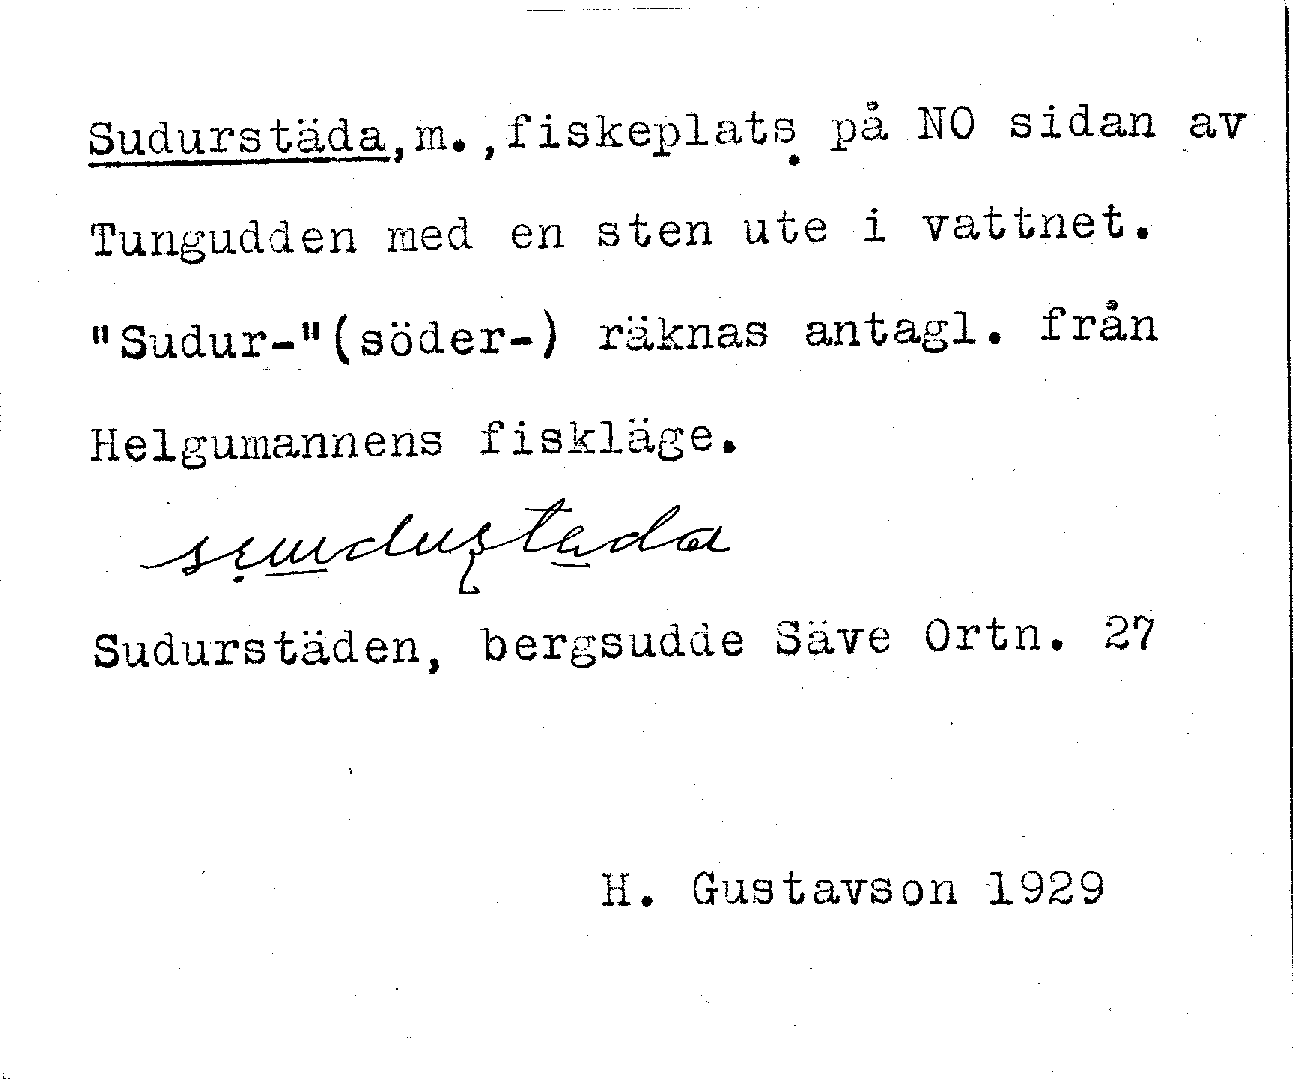 Sudurstäda,m.,fiskeplats på NO sidan av
Tungudden med en sten ute i vattnet.
"Sudur-"(söder-) räknas antagl. från
Helgumannens fiskläge.
Sudurstäden, bergsudde Säve Ortn. 27
H. Gustavson 1929